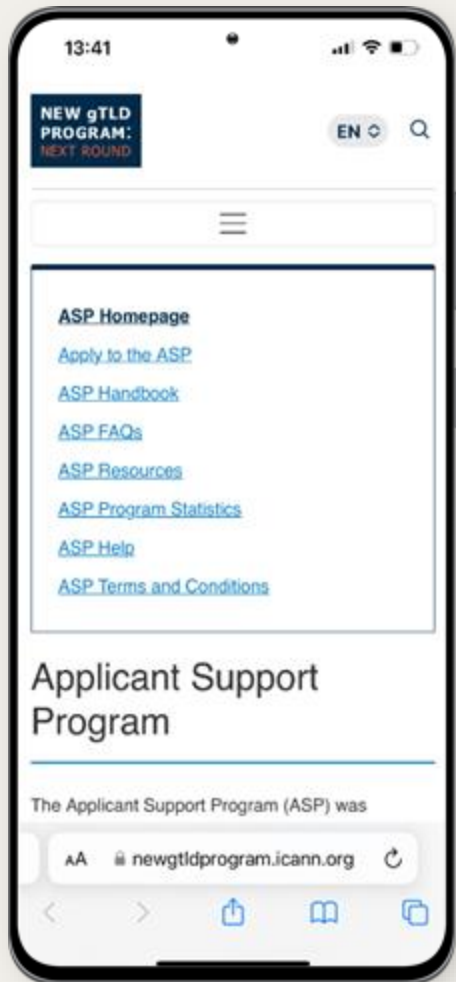 13:41
NEW gTLD
PROGRAM:
NEXT ROUND
EN
ASP Homepage
Apply to the ASP
ASP Handbook
ASP FAQs
ASP Resources
ASP Program Statistics
ASP Help
ASP Terms and Conditions
Applicant Support
Program
The Applicant Support Program (ASP) was
AA newgtldprogram.icann.org